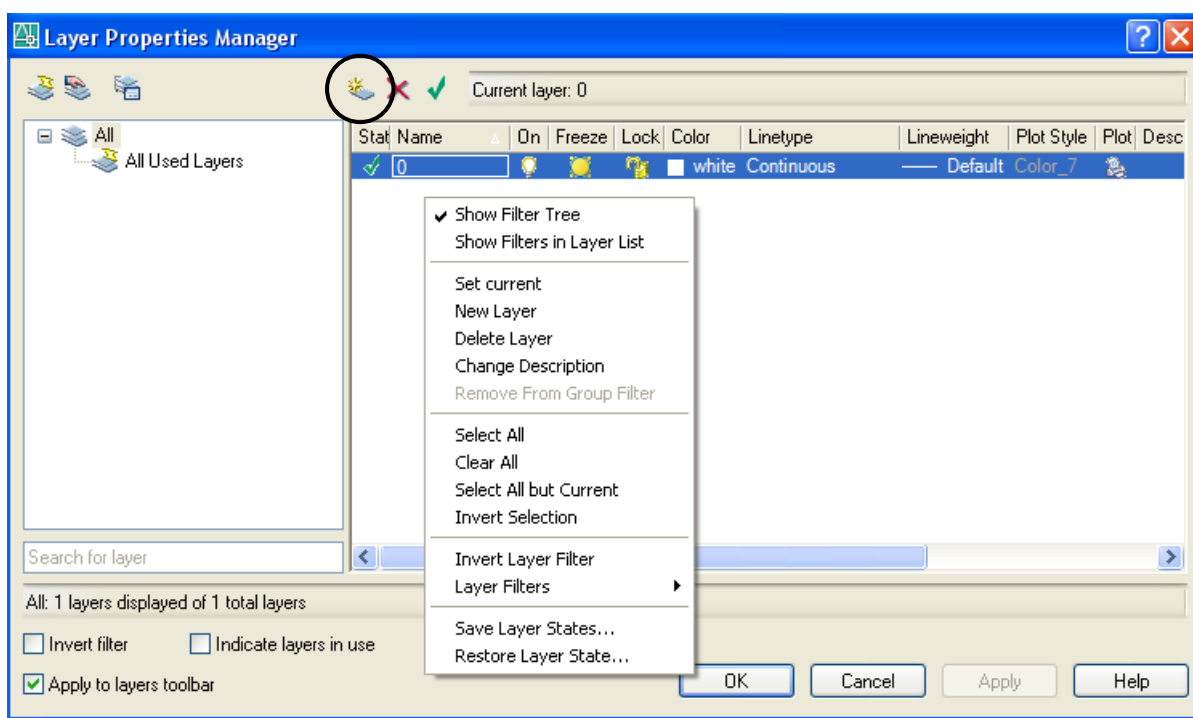 Layer Properties Manager
Current layer: 0
All
All Used Layers
Stat Name On Freeze Lock Color Linetype Lineweight Plot Style Plot Desc
0 white Continuous Default Color_7
Show Filter Tree
Show Filters in Layer List
Set current
New Layer
Delete Layer
Change Description
Remove From Group Filter
Select All
Clear All
Select All but Current
Invert Selection
Invert Layer Filter
Layer Filters
Save Layer States...
Restore Layer State...
Search for layer
All: 1 layers displayed of 1 total layers
Invert filter Indicate layers in use
Apply to layers toolbar
OK Cancel Apply Help